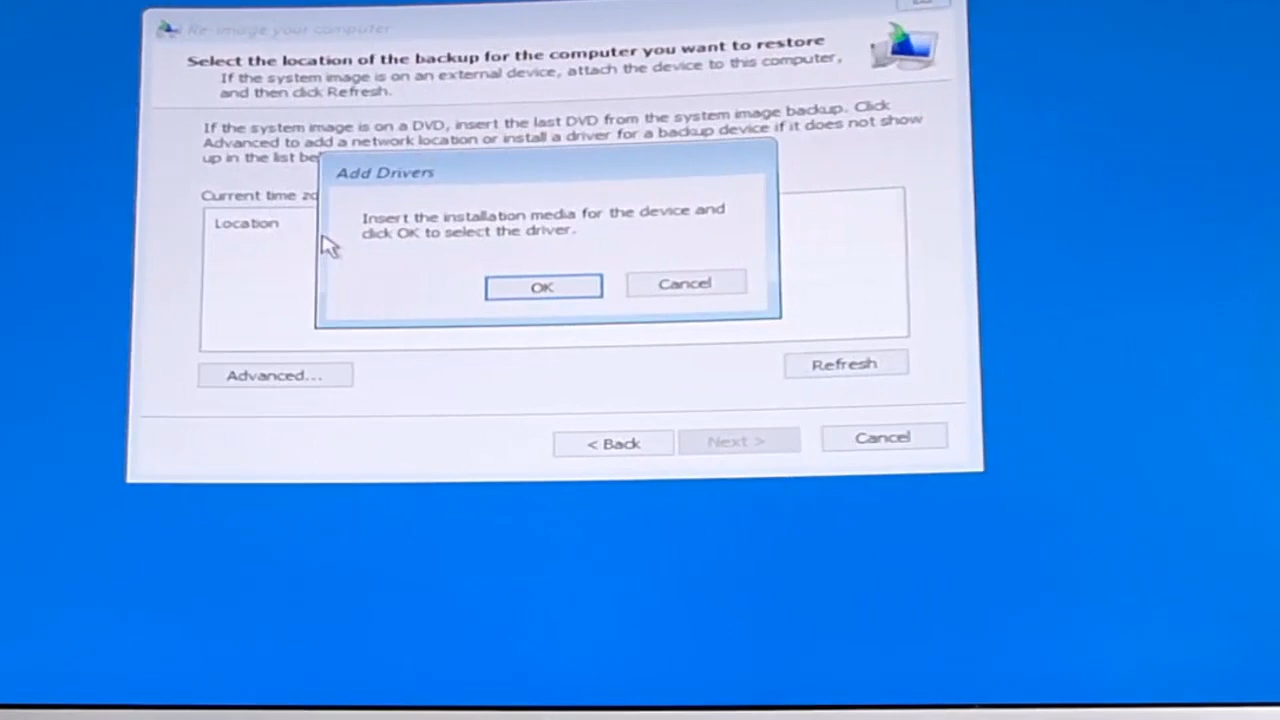 Re-image your computer
Select the location of the backup for the computer you want to restore
If the system image is on an external device, attach the device to this computer,
and then click Refresh.
If the system image is on a DVD, insert the last DVD from the system image backup. Click
Advanced to add a network location or install a driver for a backup device if it does not show
up in the list be
Current time zo
Location
Add Drivers
Insert the installation media for the device and
click OK to select the driver.
OK
Cancel
Advanced...
Refresh
< Back
Next >
Cancel